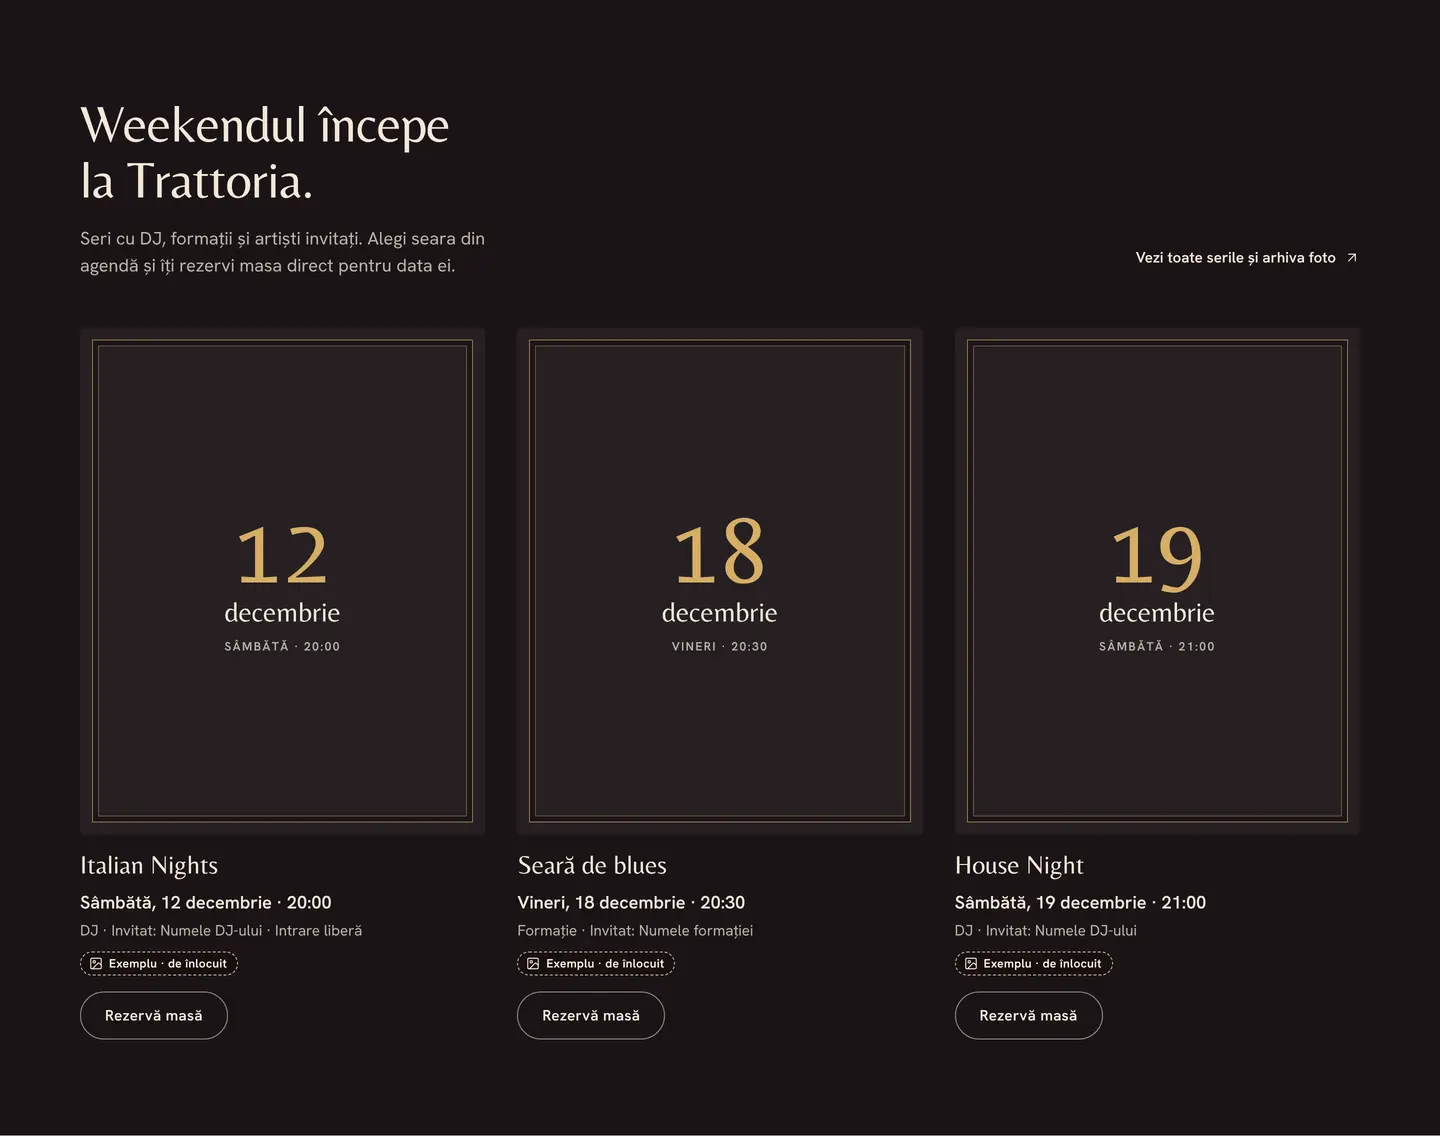 Weekendul începe
la Trattoria.
Seri cu DJ, formații și artiști invitați. Alegi seara din
agendă și îți rezervi masa direct pentru data ei.
Vezi toate serile și arhiva foto
12
decembrie
SÂMBĂTĂ · 20:00
Italian Nights
Sâmbătă, 12 decembrie · 20:00
DJ · Invitat: Numele DJ-ului · Intrare liberă
Exemplu · de înlocuit
Rezervă masă
18
decembrie
VINERI · 20:30
Seară de blues
Vineri, 18 decembrie · 20:30
Formație · Invitat: Numele formației
Exemplu · de înlocuit
Rezervă masă
19
decembrie
SÂMBĂTĂ · 21:00
House Night
Sâmbătă, 19 decembrie · 21:00
DJ · Invitat: Numele DJ-ului
Exemplu · de înlocuit
Rezervă masă